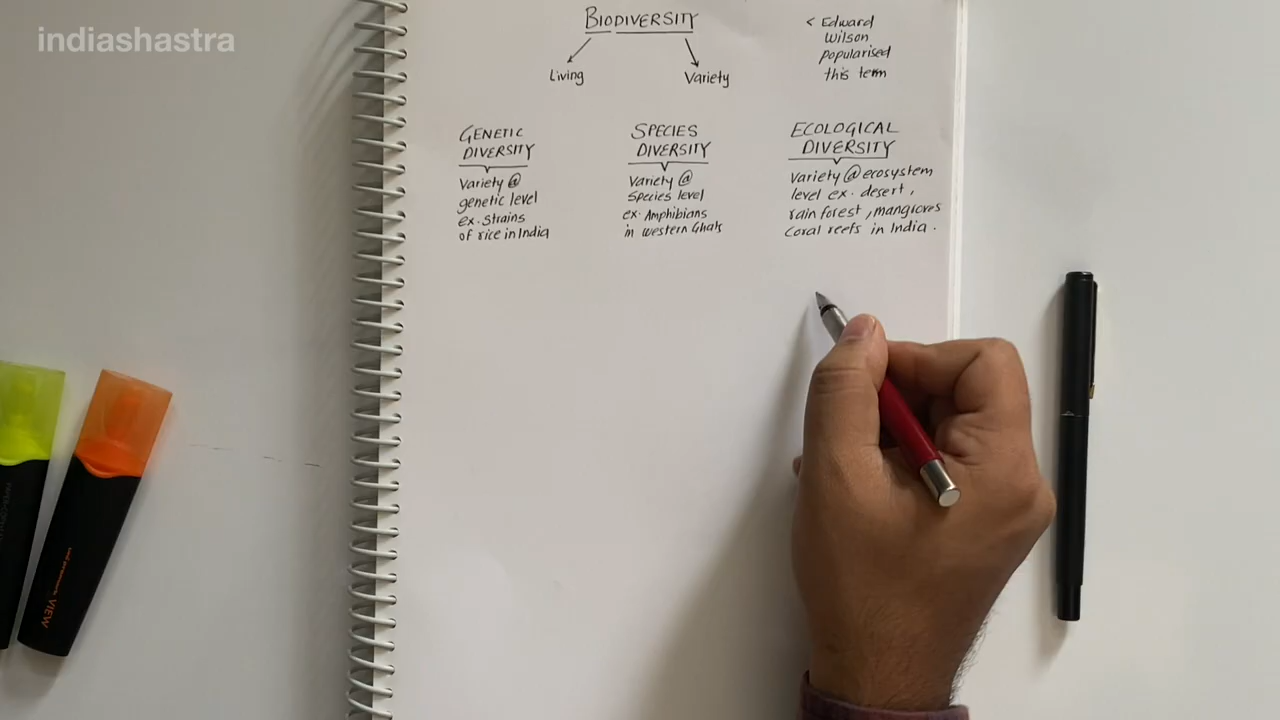 indiashastra
BIODIVERSITY
Living
Variety
< Edward
Wilson
popularised
this term
GENETIC
DIVERSITY
Variety @
genetic level
ex. Strains
of rice in India
SPECIES
DIVERSITY
Variety @
Species level
ex. Amphibians
in western Ghats
ECOLOGICAL
DIVERSITY
Variety @ ecosystem
level ex. desert,
rain forest, mangroves
Coral reefs in India.
VIEW